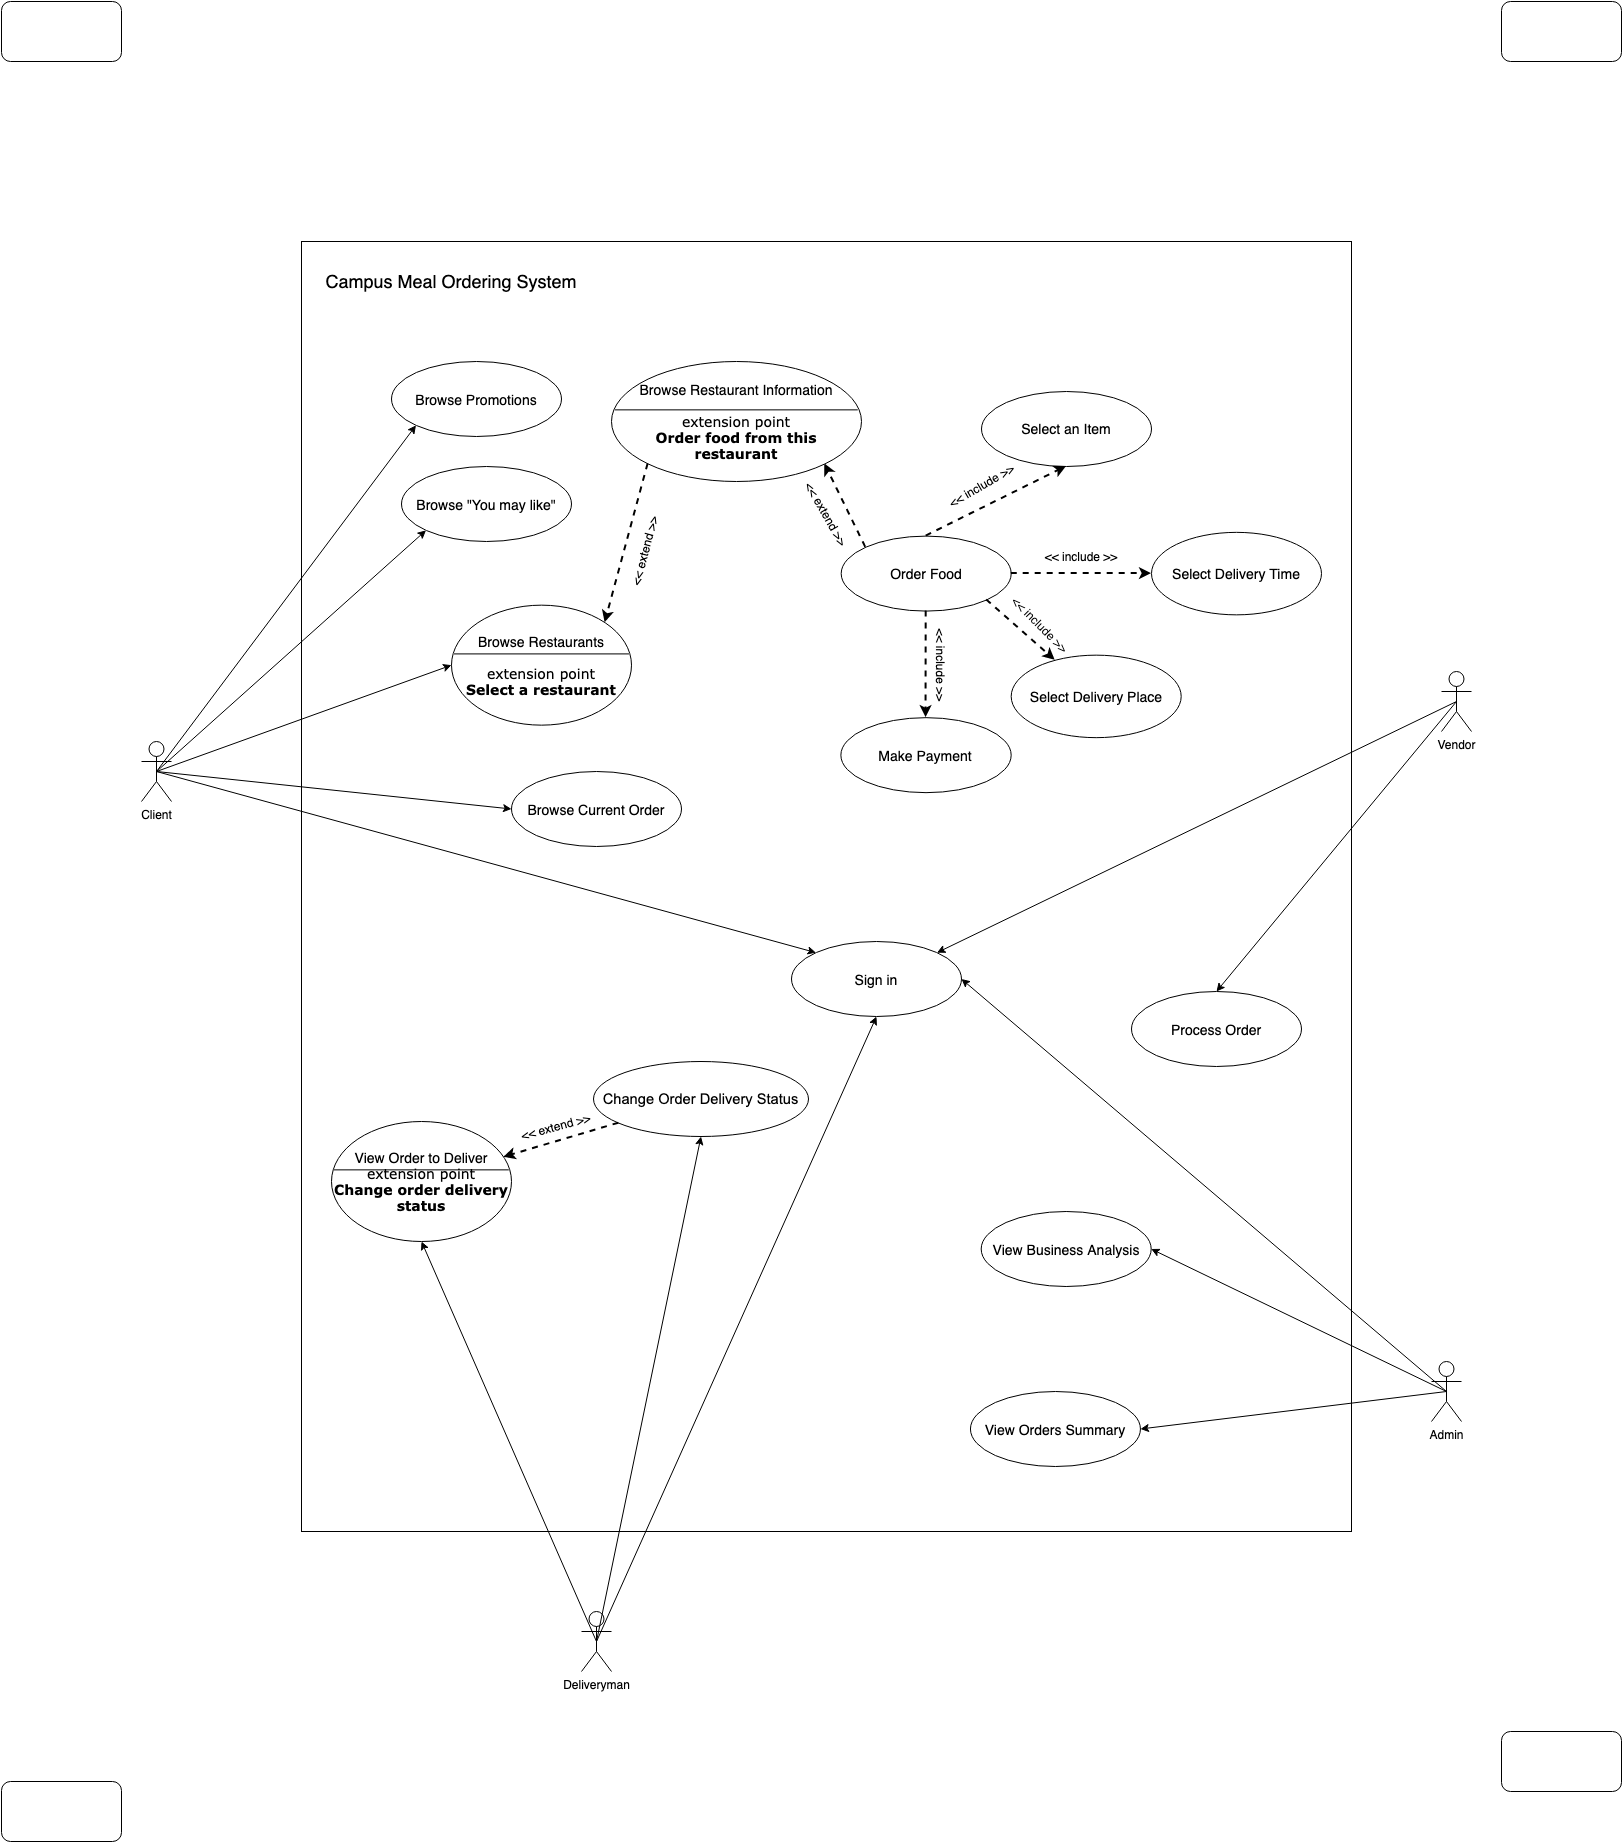 Campus Meal Ordering System
Browse Promotions
Browse Restaurant Information
extension point
Order food from this
restaurant
Select an Item
Browse "You may like"
<< include >>
<< extend >>
<< extend >>
Order Food
<< include >>
Select Delivery Time
<< include >>
<< include >>
Browse Restaurants
extension point
Select a restaurant
Select Delivery Place
Make Payment
Vendor
Client
Browse Current Order
Sign in
Process Order
Change Order Delivery Status
<< extend >>
View Order to Deliver
extension point
Change order delivery
status
View Business Analysis
View Orders Summary
Admin
Deliveryman